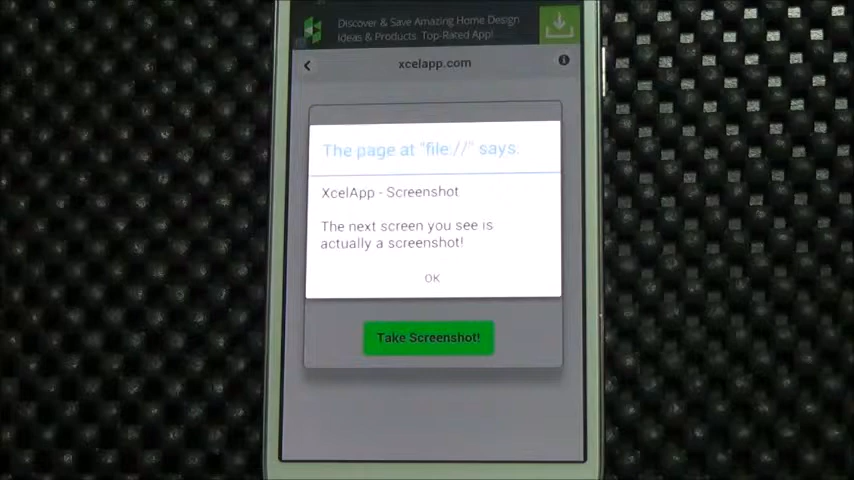 Discover & Save Amazing Home Design
Ideas & Products. Top-Rated App!
xcelapp.com
The page at "file://" says:
XcelApp - Screenshot
The next screen you see is
actually a screenshot!
OK
Take Screenshot!